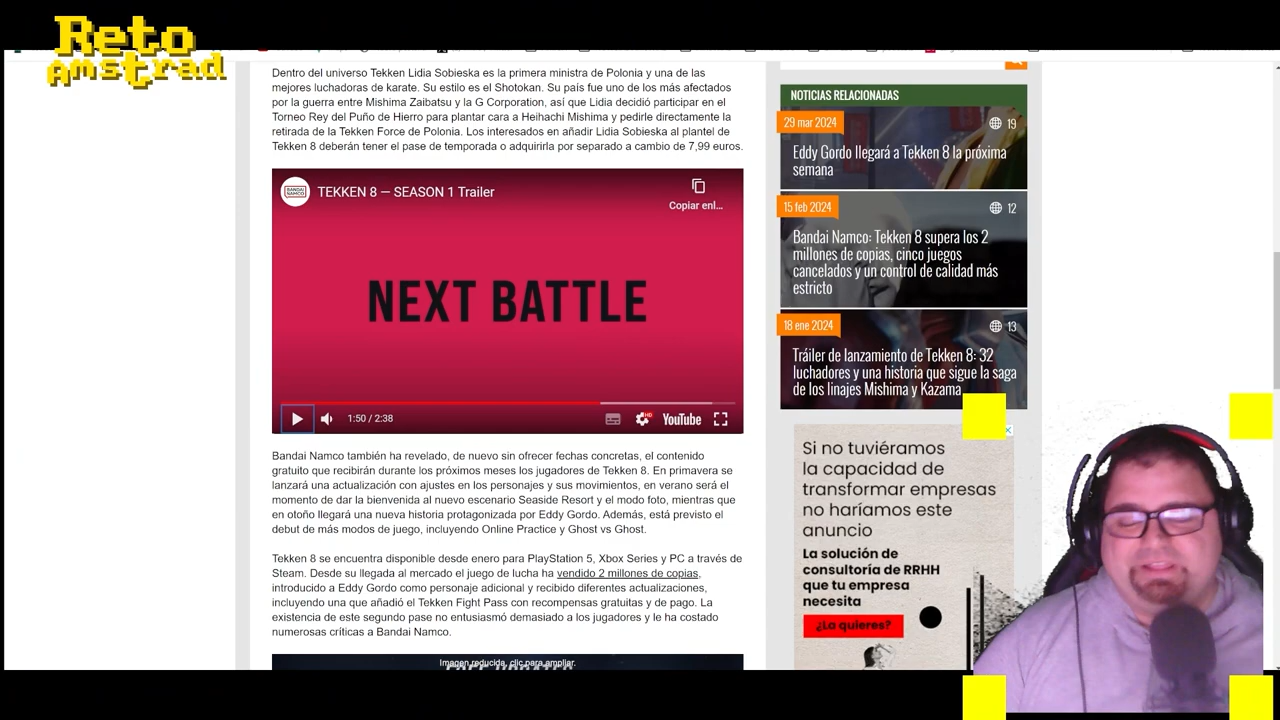 Reto
Amstrad
Dentro del universo Tekken Lidia Sobieska es la primera ministra de Polonia y una de las
mejores luchadoras de karate. Su estilo es el Shotokan. Su país fue uno de los más afectados
por la guerra entre Mishima Zaibatsu y la G Corporation, así que Lidia decidió participar en el
Torneo Rey del Puño de Hierro para plantar cara a Heihachi Mishima y pedirle directamente la
retirada de la Tekken Force de Polonia. Los interesados en añadir Lidia Sobieska al plantel de
Tekken 8 deberán tener el pase de temporada o adquirirla por separado a cambio de 7,99 euros.
BANDAI NAMCO
TEKKEN 8 — SEASON 1 Trailer
Copiar enl...
NEXT BATTLE
1:50 / 2:38
HD
YouTube
Bandai Namco también ha revelado, de nuevo sin ofrecer fechas concretas, el contenido
gratuito que recibirán durante los próximos meses los jugadores de Tekken 8. En primavera se
lanzará una actualización con ajustes en los personajes y sus movimientos, en verano será el
momento de dar la bienvenida al nuevo escenario Seaside Resort y el modo foto, mientras que
en otoño llegará una nueva historia protagonizada por Eddy Gordo. Además, está previsto el
debut de más modos de juego, incluyendo Online Practice y Ghost vs Ghost.
Tekken 8 se encuentra disponible desde enero para PlayStation 5, Xbox Series y PC a través de
Steam. Desde su llegada al mercado el juego de lucha ha vendido 2 millones de copias,
introducido a Eddy Gordo como personaje adicional y recibido diferentes actualizaciones,
incluyendo una que añadió el Tekken Fight Pass con recompensas gratuitas y de pago. La
existencia de este segundo pase no entusiasmó demasiado a los jugadores y le ha costado
numerosas críticas a Bandai Namco.
Imagen reducida, clic para ampliar.
NOTICIAS RELACIONADAS
29 mar 2024
19
Eddy Gordo llegará a Tekken 8 la próxima
semana
15 feb 2024
12
Bandai Namco: Tekken 8 supera los 2
millones de copias, cinco juegos
cancelados y un control de calidad más
estricto
18 ene 2024
13
Tráiler de lanzamiento de Tekken 8: 32
luchadores y una historia que sigue la saga
de los linajes Mishima y Kazama
Si no tuviéramos
la capacidad de
transformar empresas
no haríamos este
anuncio
La solución de
consultoría de RRHH
que tu empresa
necesita
¿La quieres?